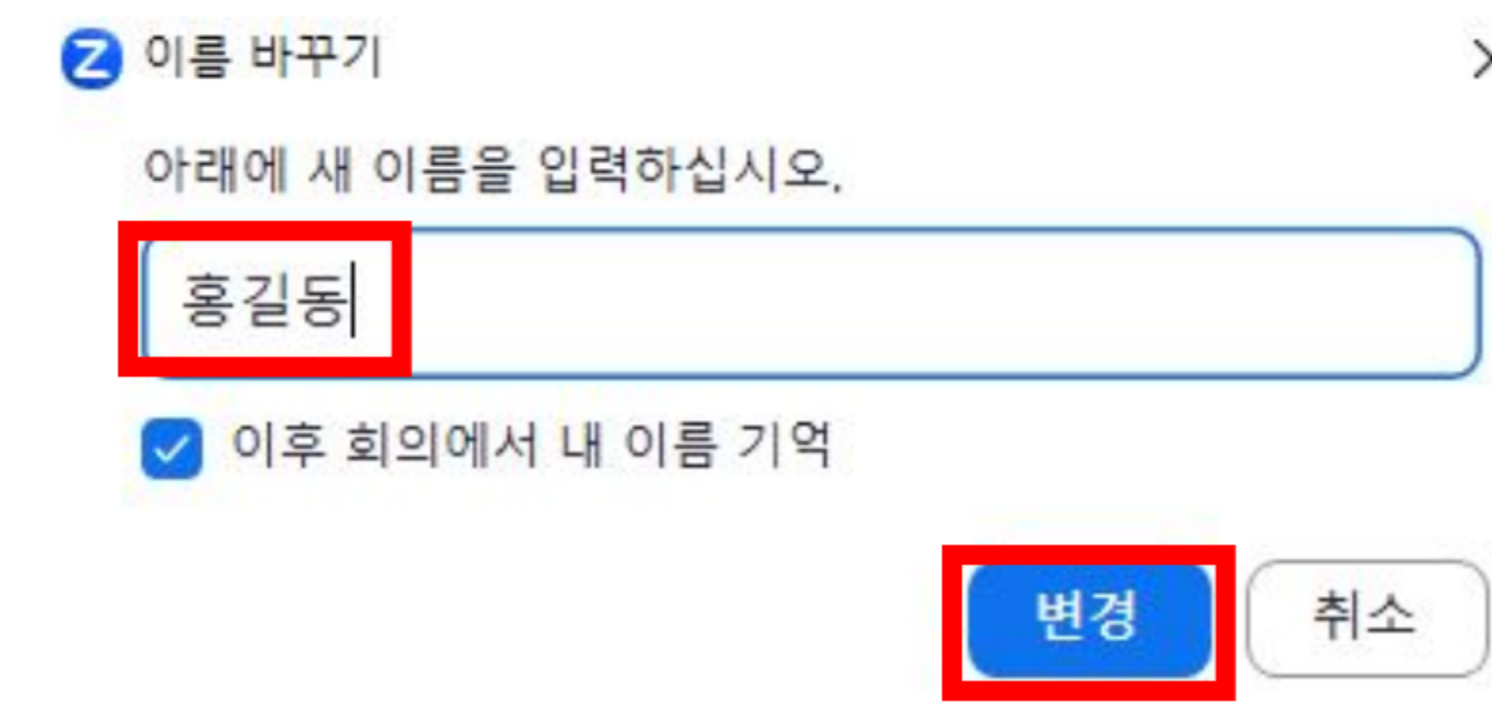 Z 이름 바꾸기
아래에 새 이름을 입력하십시오.
홍길동
이후 회의에서 내 이름 기억
변경 취소